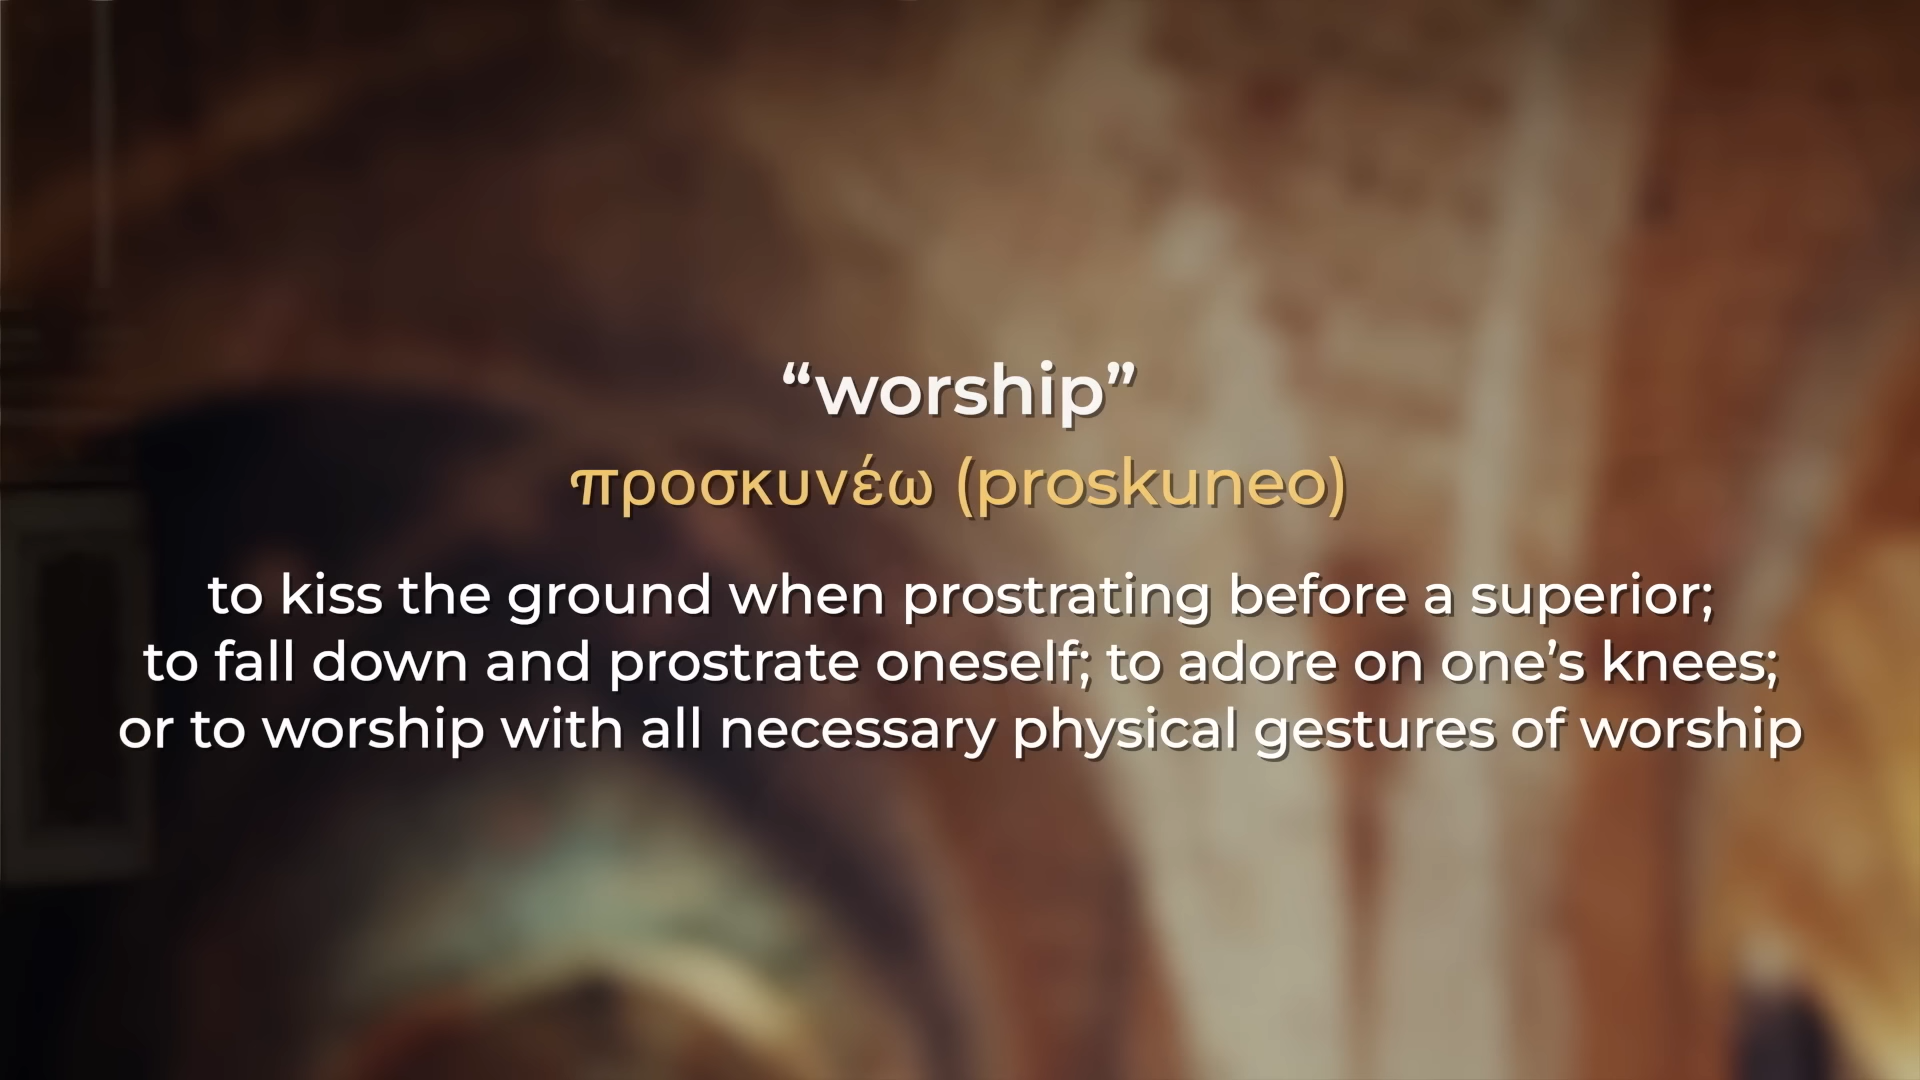 “worship”
προσκυνέω (proskuneo)
to kiss the ground when prostrating before a superior;
to fall down and prostrate oneself; to adore on one’s knees;
or to worship with all necessary physical gestures of worship